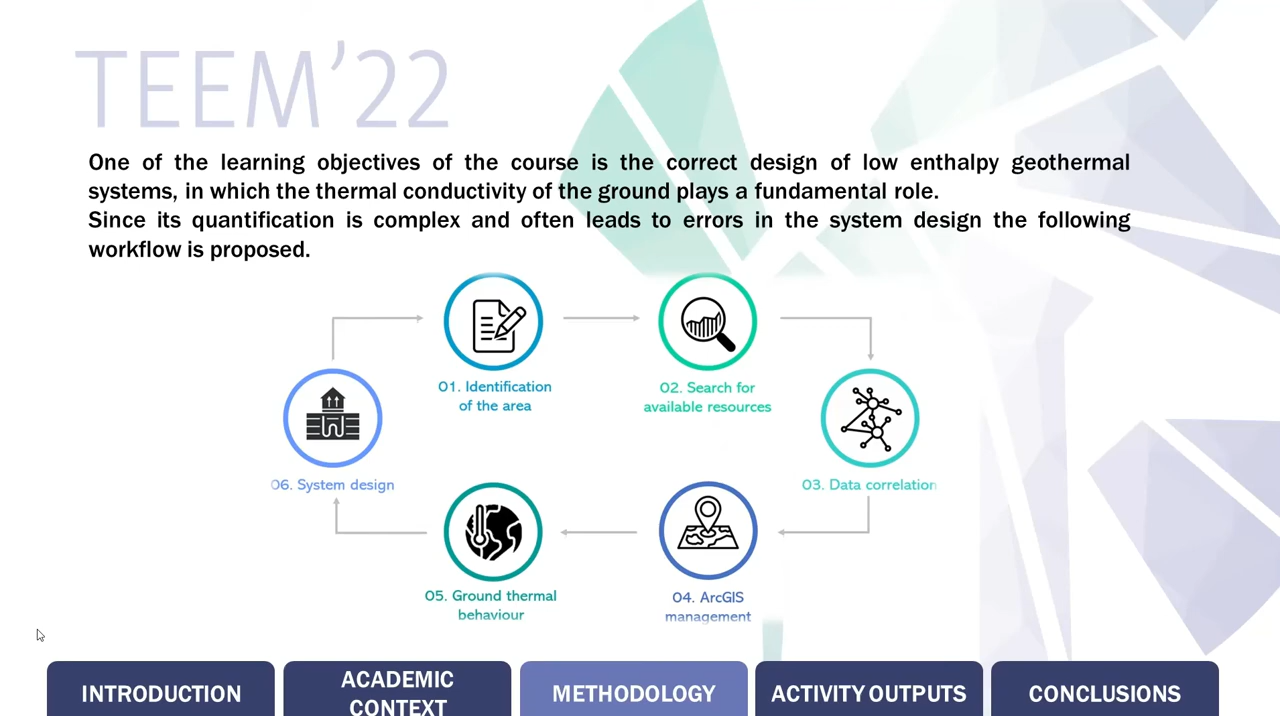 TEEM’22
One of the learning objectives of the course is the correct design of low enthalpy geothermal
systems, in which the thermal conductivity of the ground plays a fundamental role.
Since its quantification is complex and often leads to errors in the system design the following
workflow is proposed.
01. Identification
of the area
02. Search for
available resources
03. Data correlation
04. ArcGIS
management
05. Ground thermal
behaviour
06. System design
INTRODUCTION
ACADEMIC
CONTEXT
METHODOLOGY
ACTIVITY OUTPUTS
CONCLUSIONS